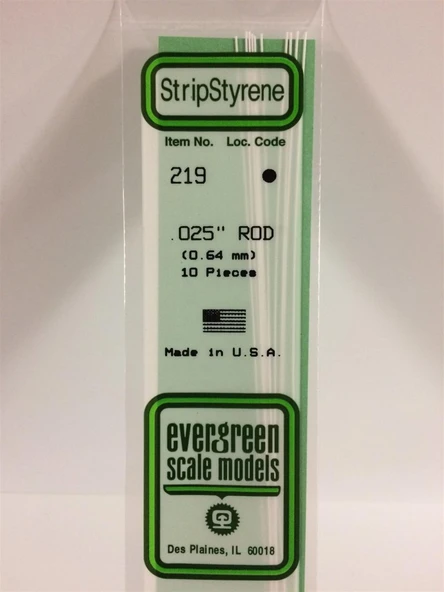 StripStyrene
Item No. Loc. Code
219
.025" ROD
(0.64 mm)
10 Pieces
Made in U.S.A.
evergreen
scale models
Des Plaines, IL 60018